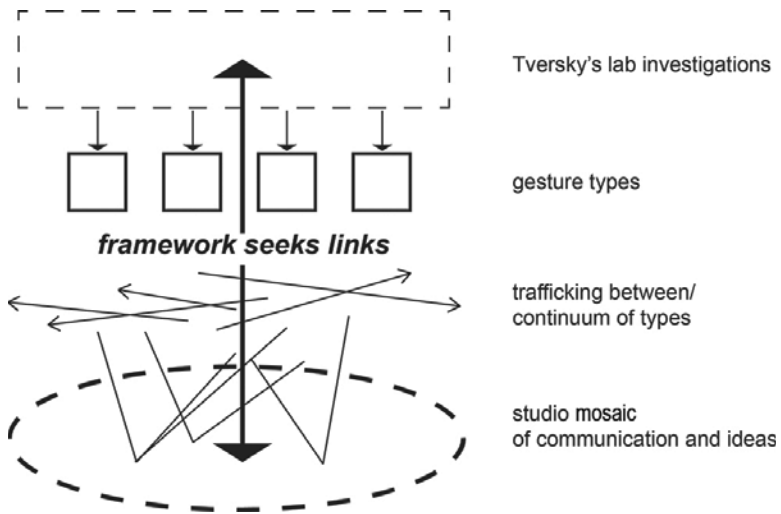 Tversky's lab investigations
gesture types
framework seeks links
trafficking between/
continuum of types
studio mosaic
of communication and ideas